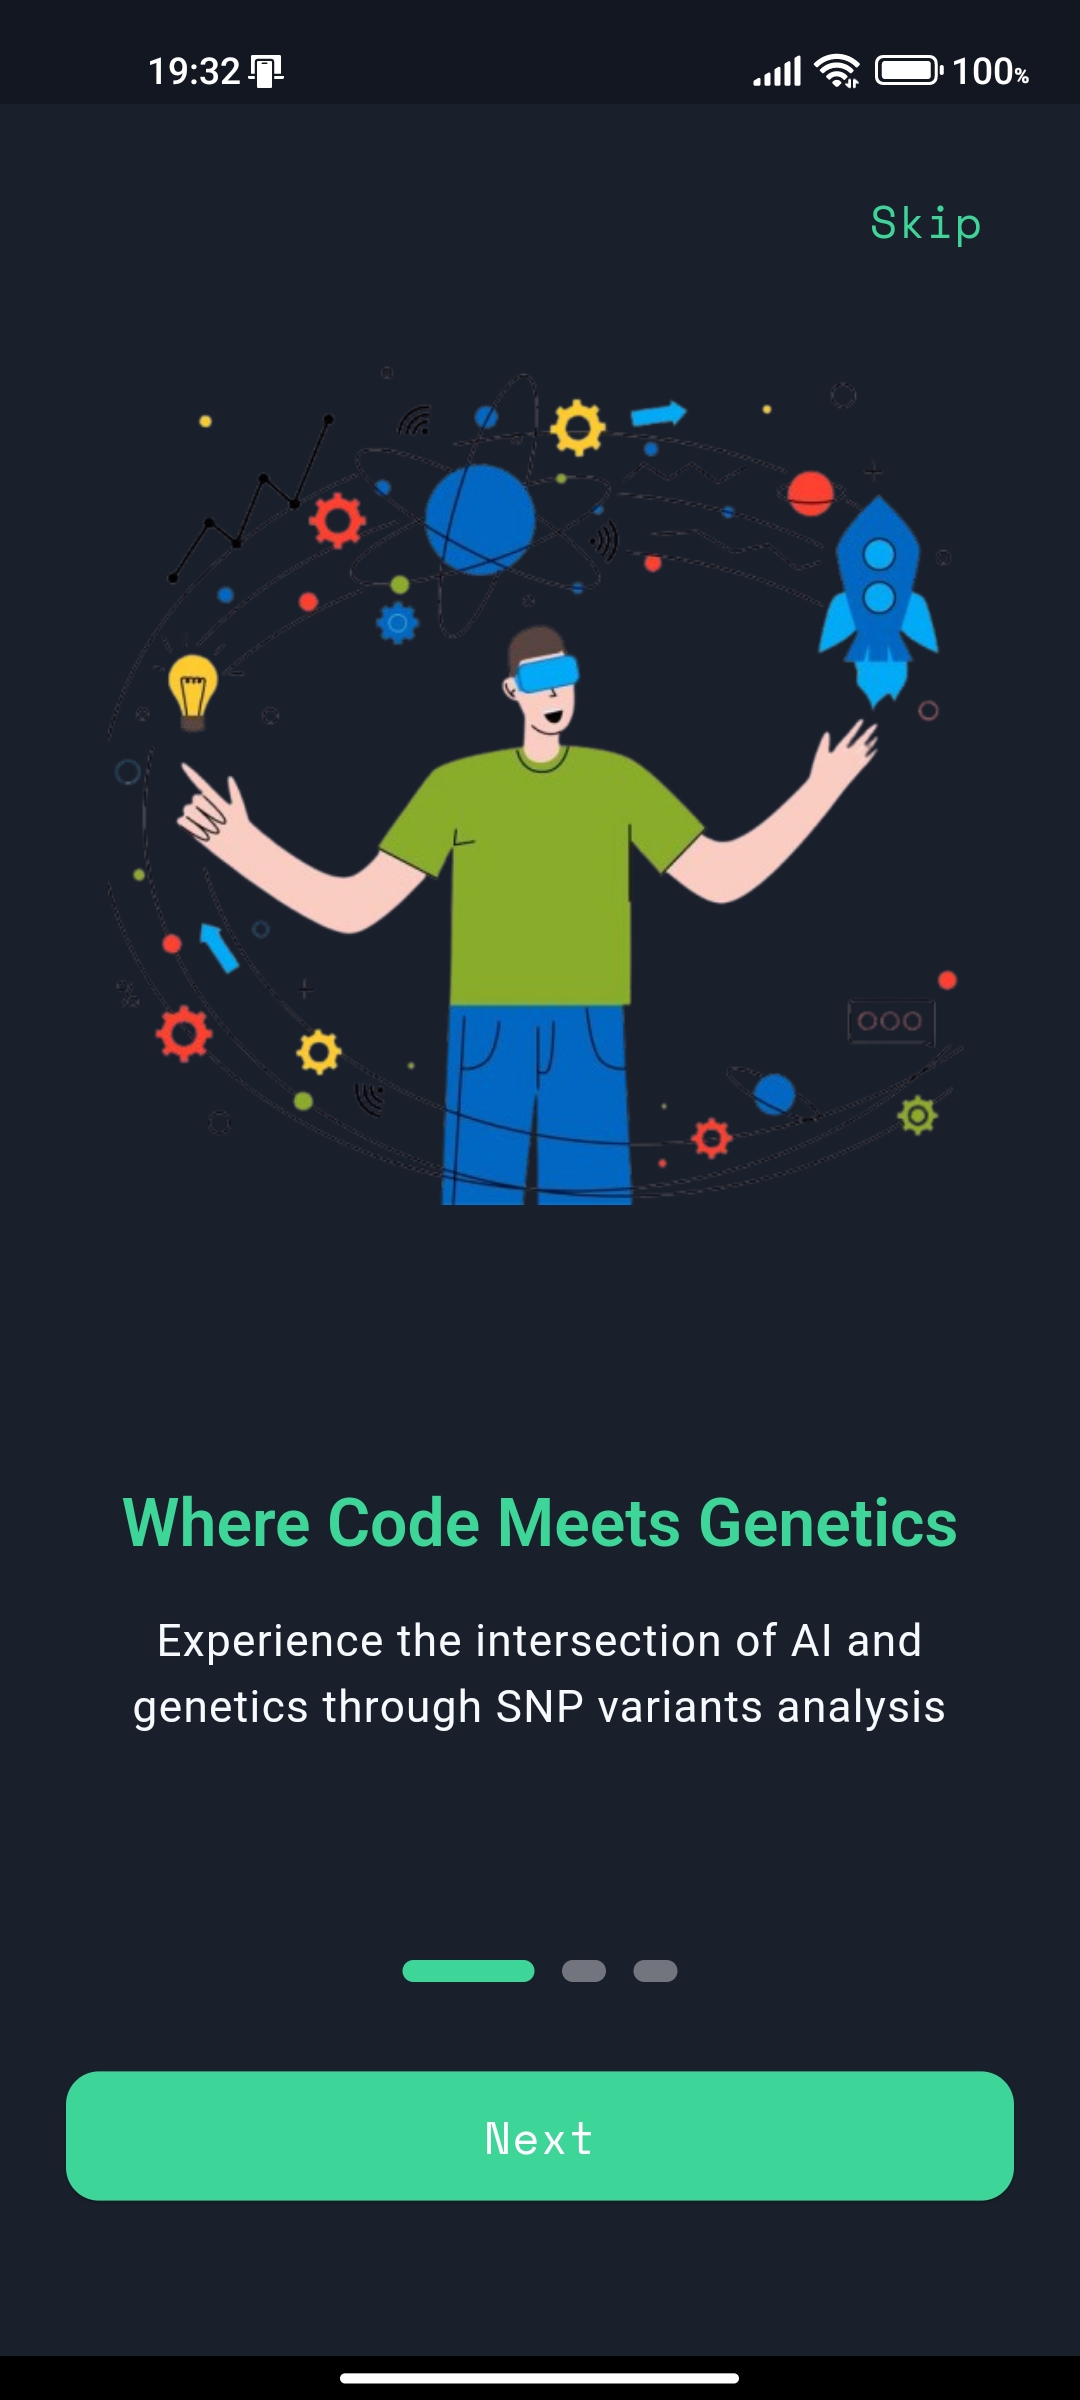 19:32 100%
Skip
Where Code Meets Genetics
Experience the intersection of AI and
genetics through SNP variants analysis
Next